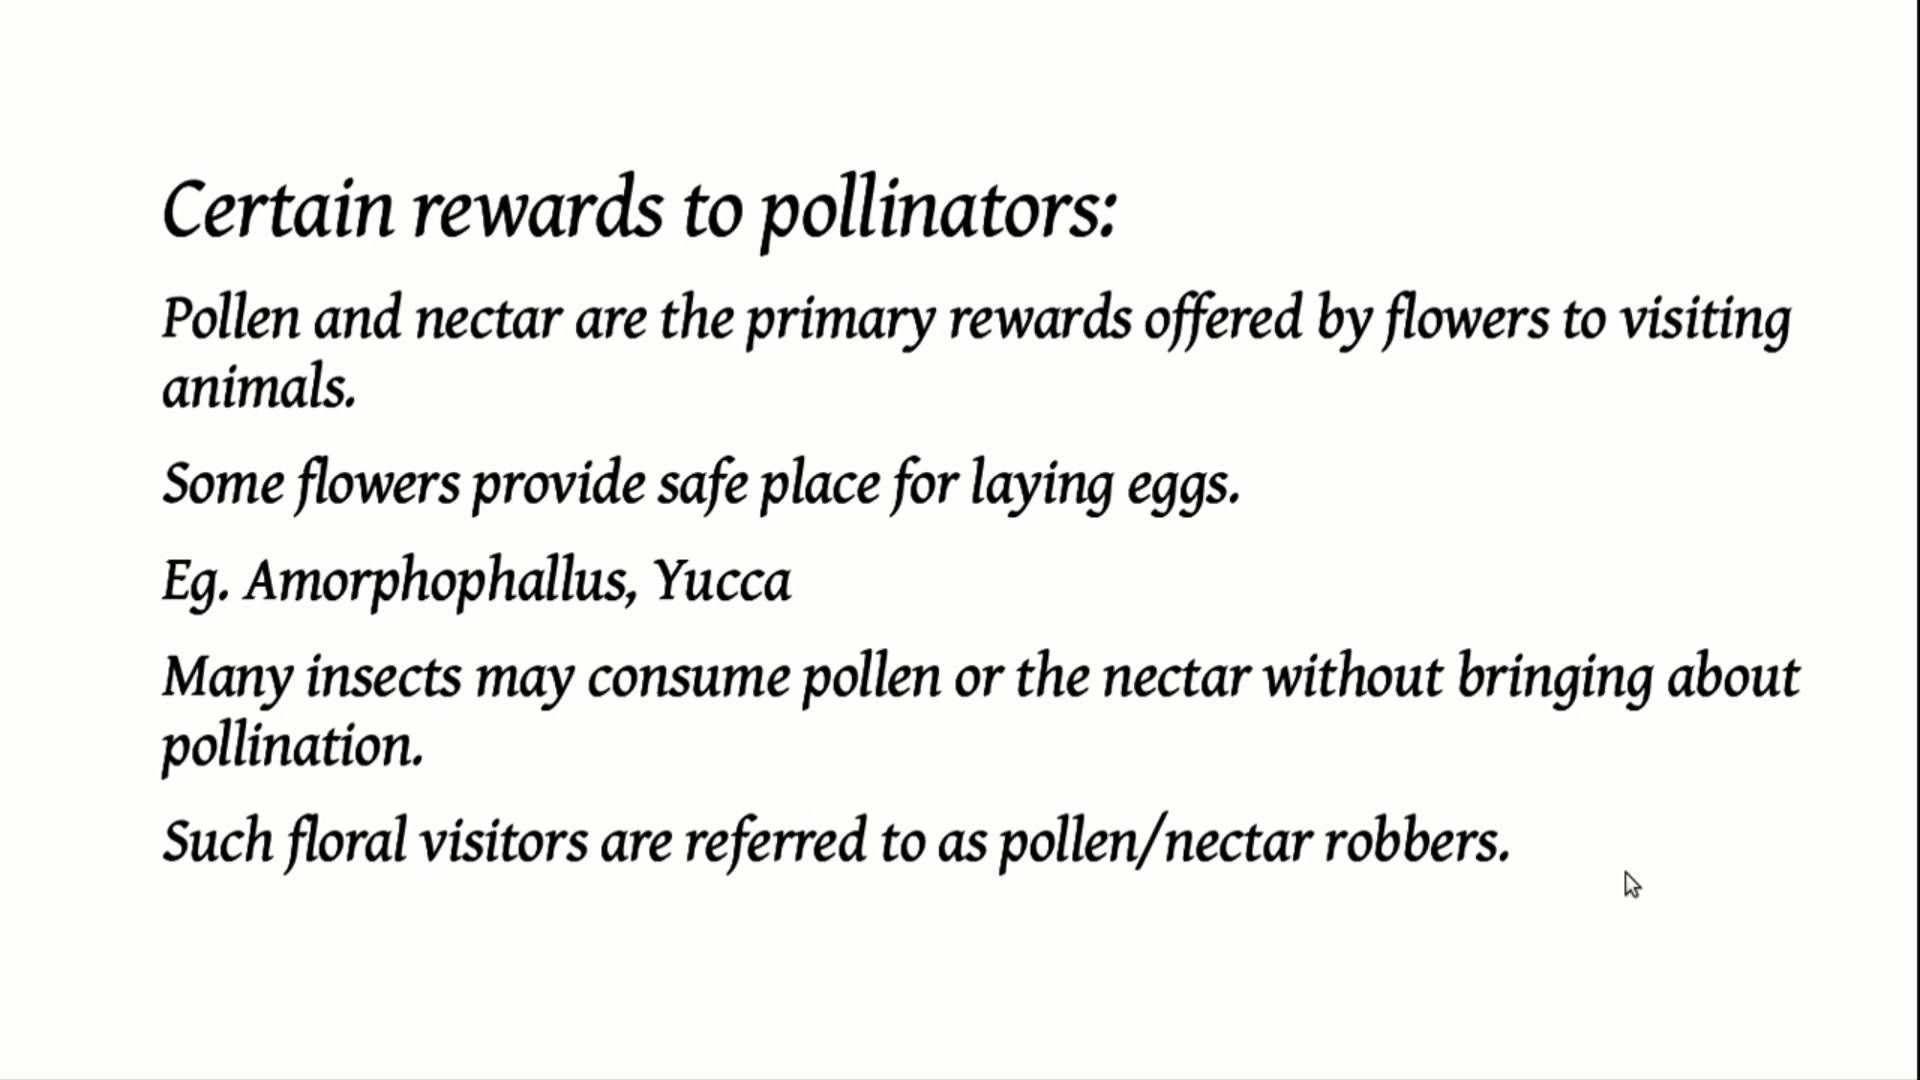 Certain rewards to pollinators:
Pollen and nectar are the primary rewards offered by flowers to visiting
animals.
Some flowers provide safe place for laying eggs.
Eg. Amorphophallus, Yucca
Many insects may consume pollen or the nectar without bringing about
pollination.
Such floral visitors are referred to as pollen/nectar robbers.